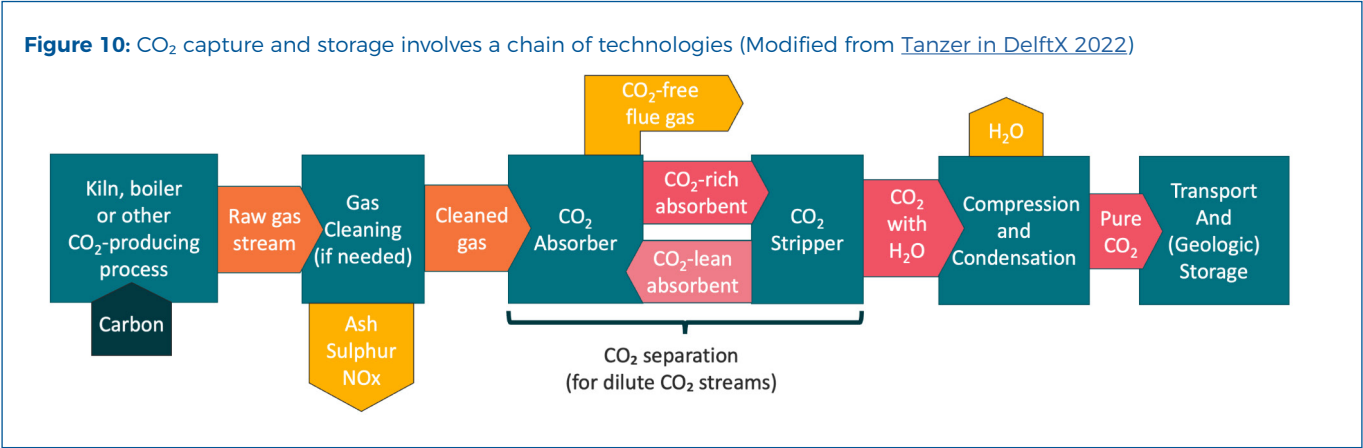 Figure 10: CO₂ capture and storage involves a chain of technologies (Modified from Tanzer in DelftX 2022)
CO₂-free
flue gas
H₂O
Kiln, boiler
or other
CO₂-producing
process
Raw gas
stream
Gas
Cleaning
(if needed)
Cleaned
gas
CO₂
Absorber
CO₂-rich
absorbent
CO₂-lean
absorbent
CO₂
Stripper
CO₂
with
H₂O
Compression
and
Condensation
Pure
CO₂
Transport
And
(Geologic)
Storage
Carbon
Ash
Sulphur
NOx
CO₂ separation
(for dilute CO₂ streams)